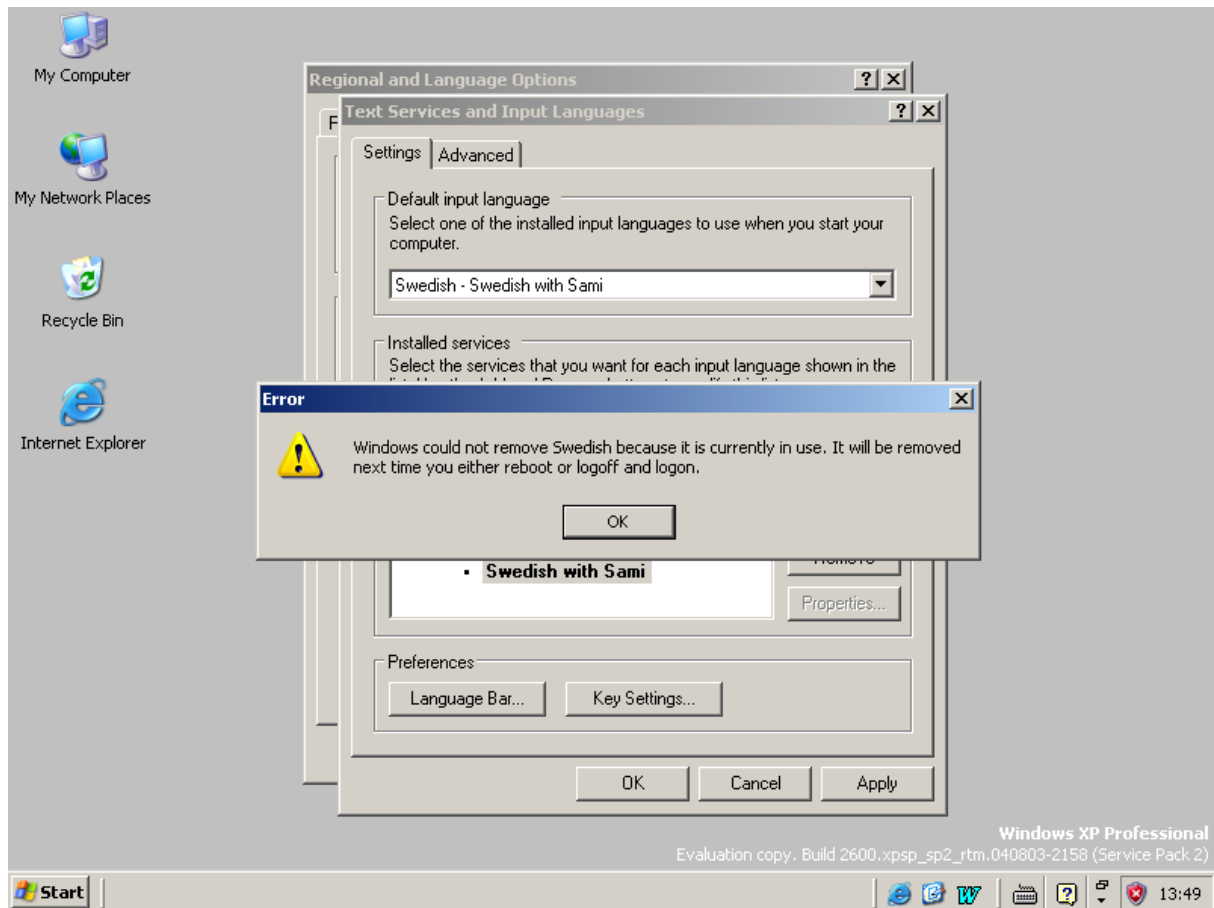 My Computer
My Network Places
Recycle Bin
Internet Explorer
Regional and Language Options
Text Services and Input Languages
Settings
Advanced
Default input language
Select one of the installed input languages to use when you start your
computer.
Swedish - Swedish with Sami
Installed services
Select the services that you want for each input language shown in the
Error
Windows could not remove Swedish because it is currently in use. It will be removed
next time you either reboot or logoff and logon.
OK
Swedish with Sami
Properties...
Preferences
Language Bar...
Key Settings...
OK
Cancel
Apply
Windows XP Professional
Evaluation copy. Build 2600.xpsp_sp2_rtm.040803-2158 (Service Pack 2)
Start
13:49